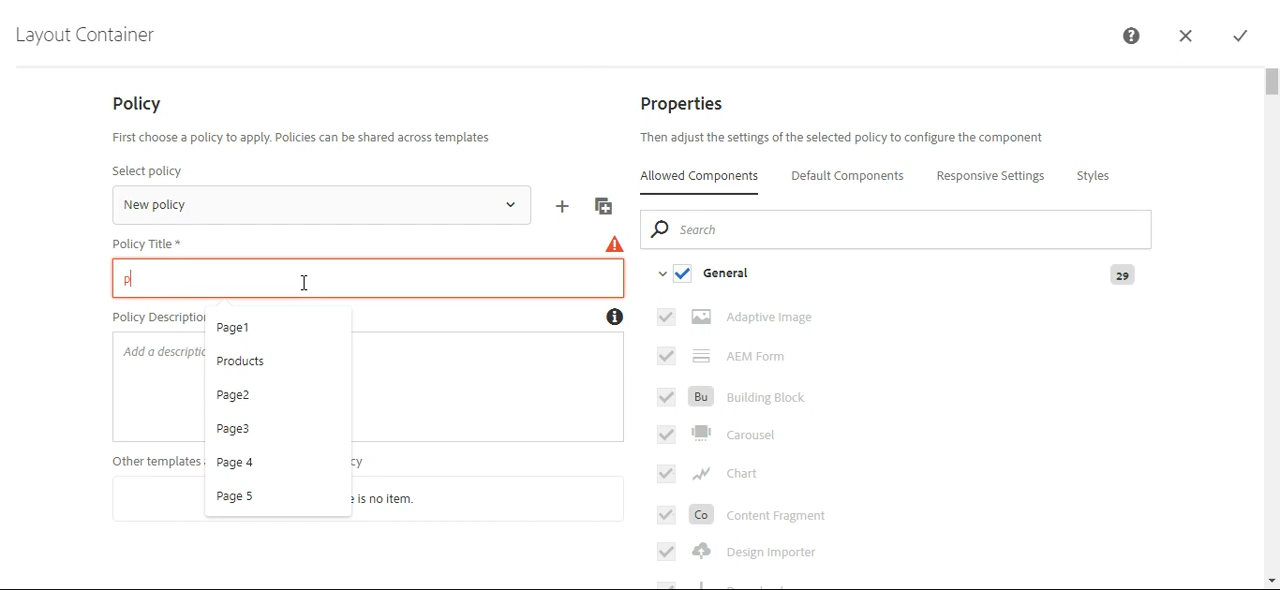 Layout Container
Policy
First choose a policy to apply. Policies can be shared across templates
Select policy
New policy
Policy Title *
p
Page1
Products
Page2
Page3
Page 4
Page 5
Policy Description
Add a descriptio
Other templates
cy
is no item.
Properties
Then adjust the settings of the selected policy to configure the component
Allowed Components Default Components Responsive Settings Styles
Search
General 29
Adaptive Image
AEM Form
Bu Building Block
Carousel
Chart
Co Content Fragment
Design Importer